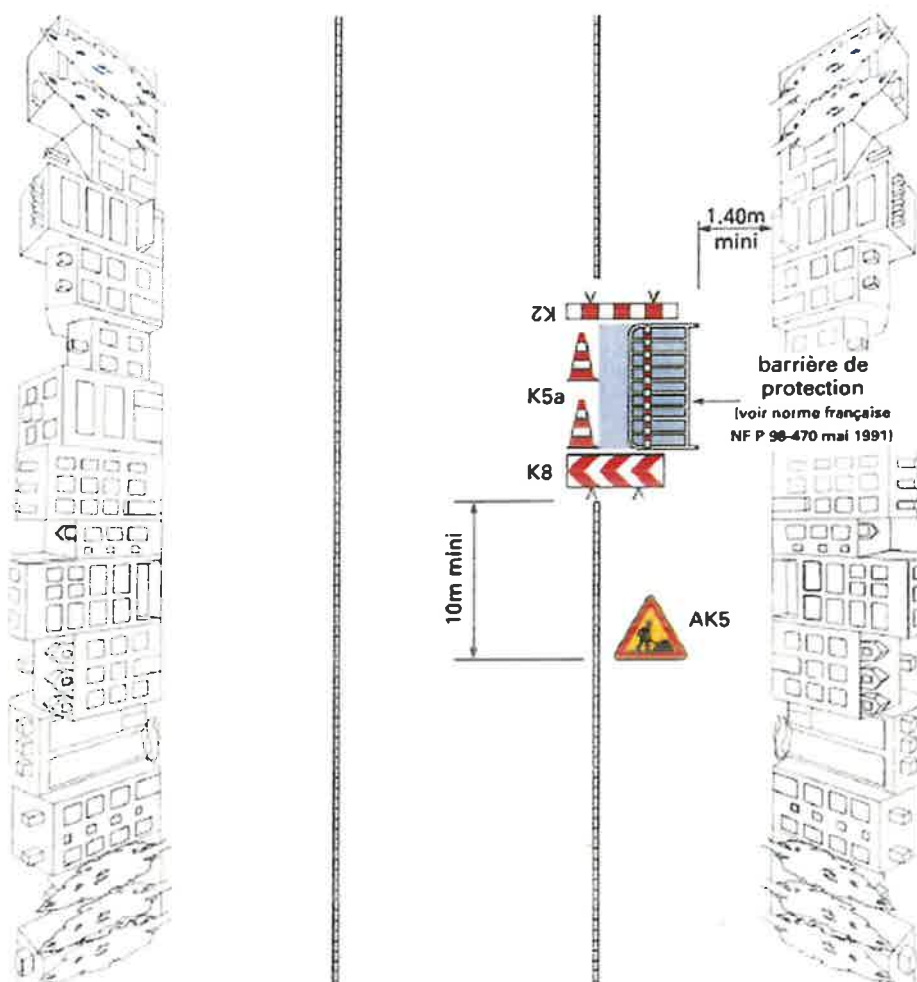 1.40m
mini
K2
K5a
barrière de
protection
(voir norme française
NF P 98-470 mai 1991)
K8
10m mini
AK5